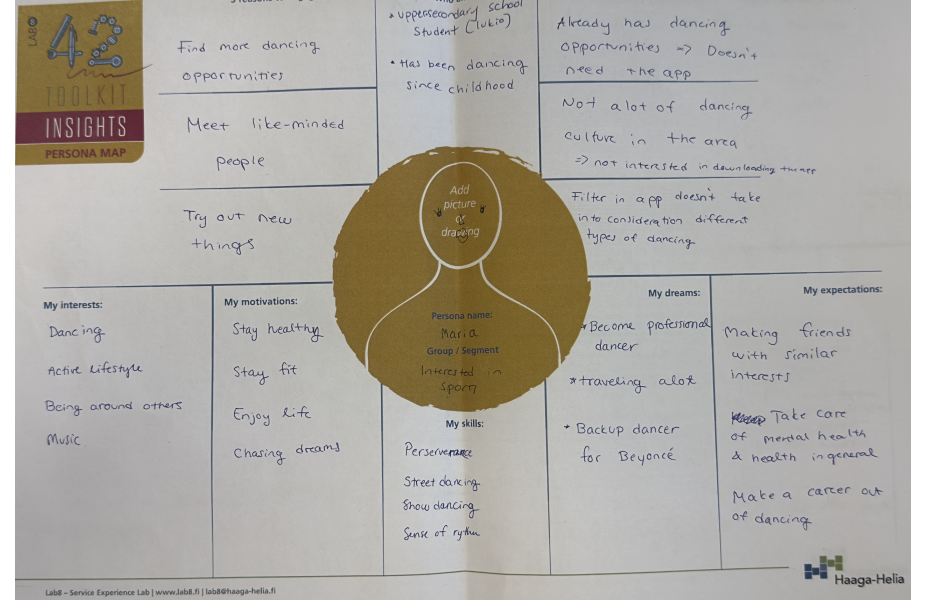 LAB8
42
TOOLKIT
INSIGHTS
PERSONA MAP
Find more dancing
opportunities
Meet like-minded
people
Try out new
things
* uppersecondary school
student (lukio)
* Has been dancing
since childhood
Already has dancing
opportunities => Doesn't
need the app
Not alot of dancing
culture in the area
=> not interested in downloading the app
Filter in app doesn't take
into consideration different
types of dancing
Add
picture
or
drawing
Persona name:
Maria
Group / Segment
Interested in
My interests:
Dancing
Active lifestyle
Being around others
Music
My motivations:
Stay healthy
Stay fit
Enjoy life
Chasing dreams
My skills:
Perserverance
Street dancing
Show dancing
Sense of
My dreams:
* Become professional
dancer
* traveling alot
* Backup dancer
for Beyoncé
My expectations:
Making friends
with similar
interests
Take care
of mental health
& health in general
Make a career out
of dancing
Lab8 – Service Experience Lab | www.lab8.fi | lab8@haaga-helia.fi
Haaga-Helia